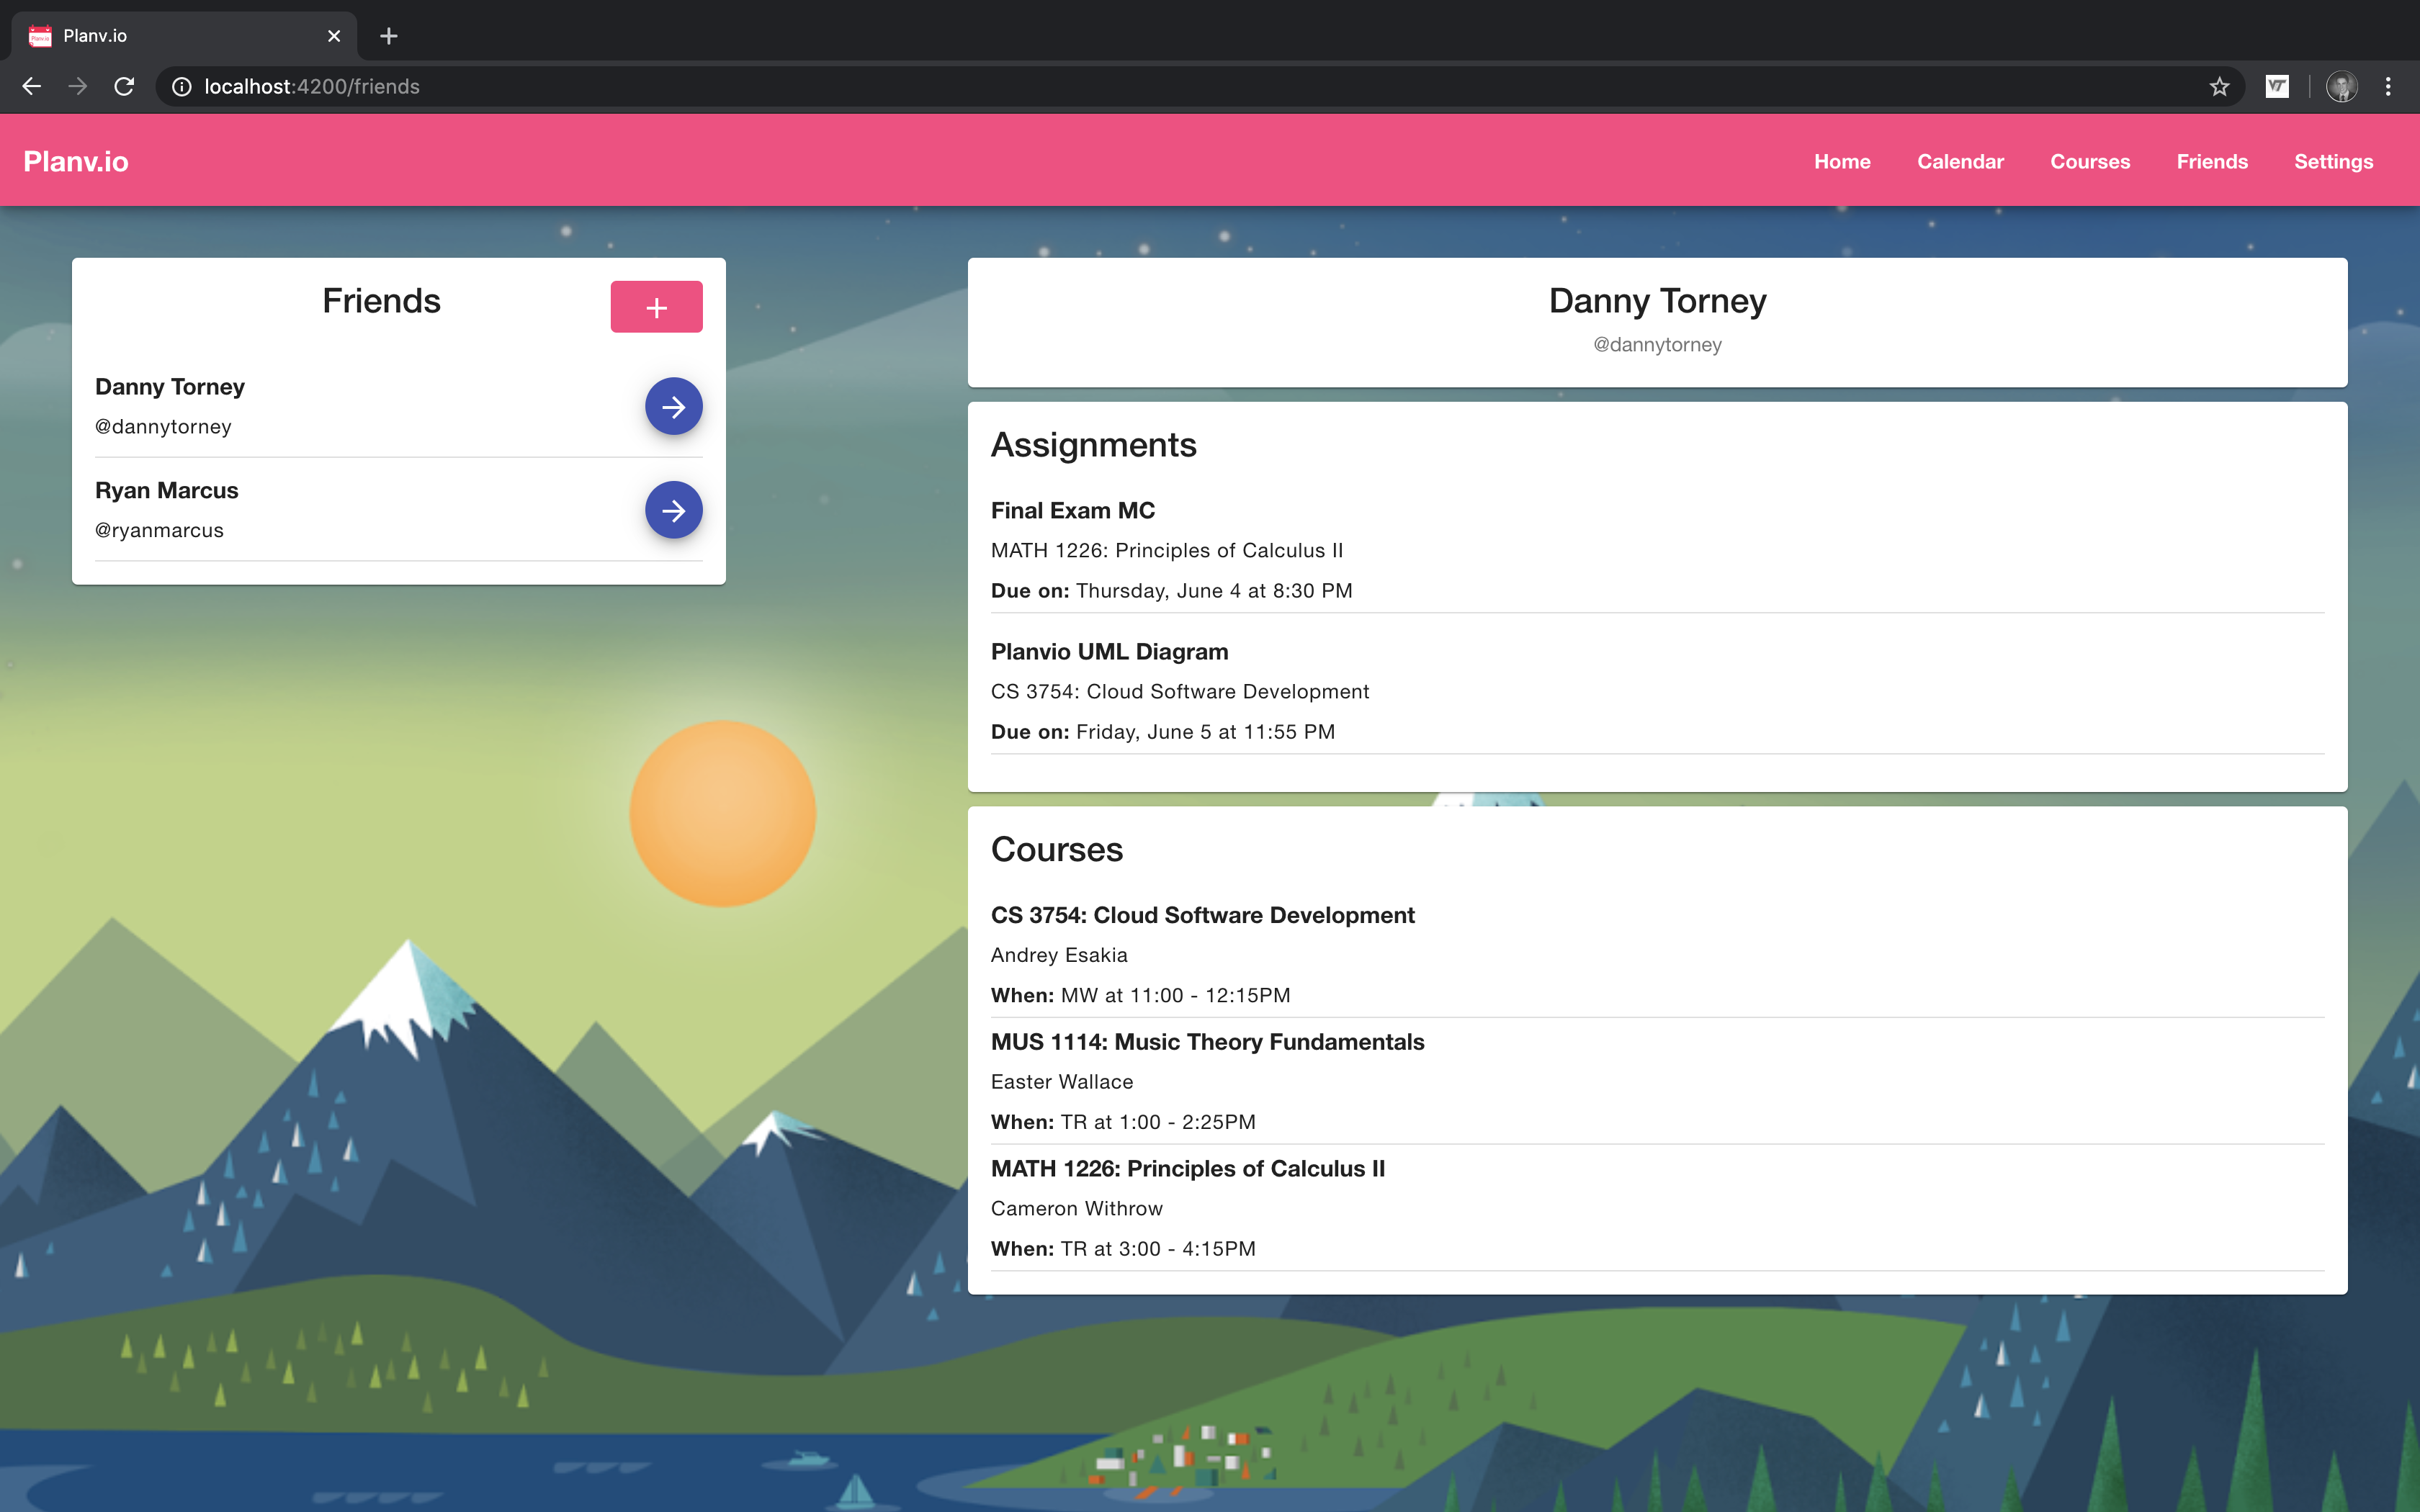 Planv.io
localhost:4200/friends
VT
Planv.io
Home
Calendar
Courses
Friends
Settings
Friends
Danny Torney
@dannytorney
Ryan Marcus
@ryanmarcus
Danny Torney
@dannytorney
Assignments
Final Exam MC
MATH 1226: Principles of Calculus II
Due on: Thursday, June 4 at 8:30 PM
Planvio UML Diagram
CS 3754: Cloud Software Development
Due on: Friday, June 5 at 11:55 PM
Courses
CS 3754: Cloud Software Development
Andrey Esakia
When: MW at 11:00 - 12:15PM
MUS 1114: Music Theory Fundamentals
Easter Wallace
When: TR at 1:00 - 2:25PM
MATH 1226: Principles of Calculus II
Cameron Withrow
When: TR at 3:00 - 4:15PM